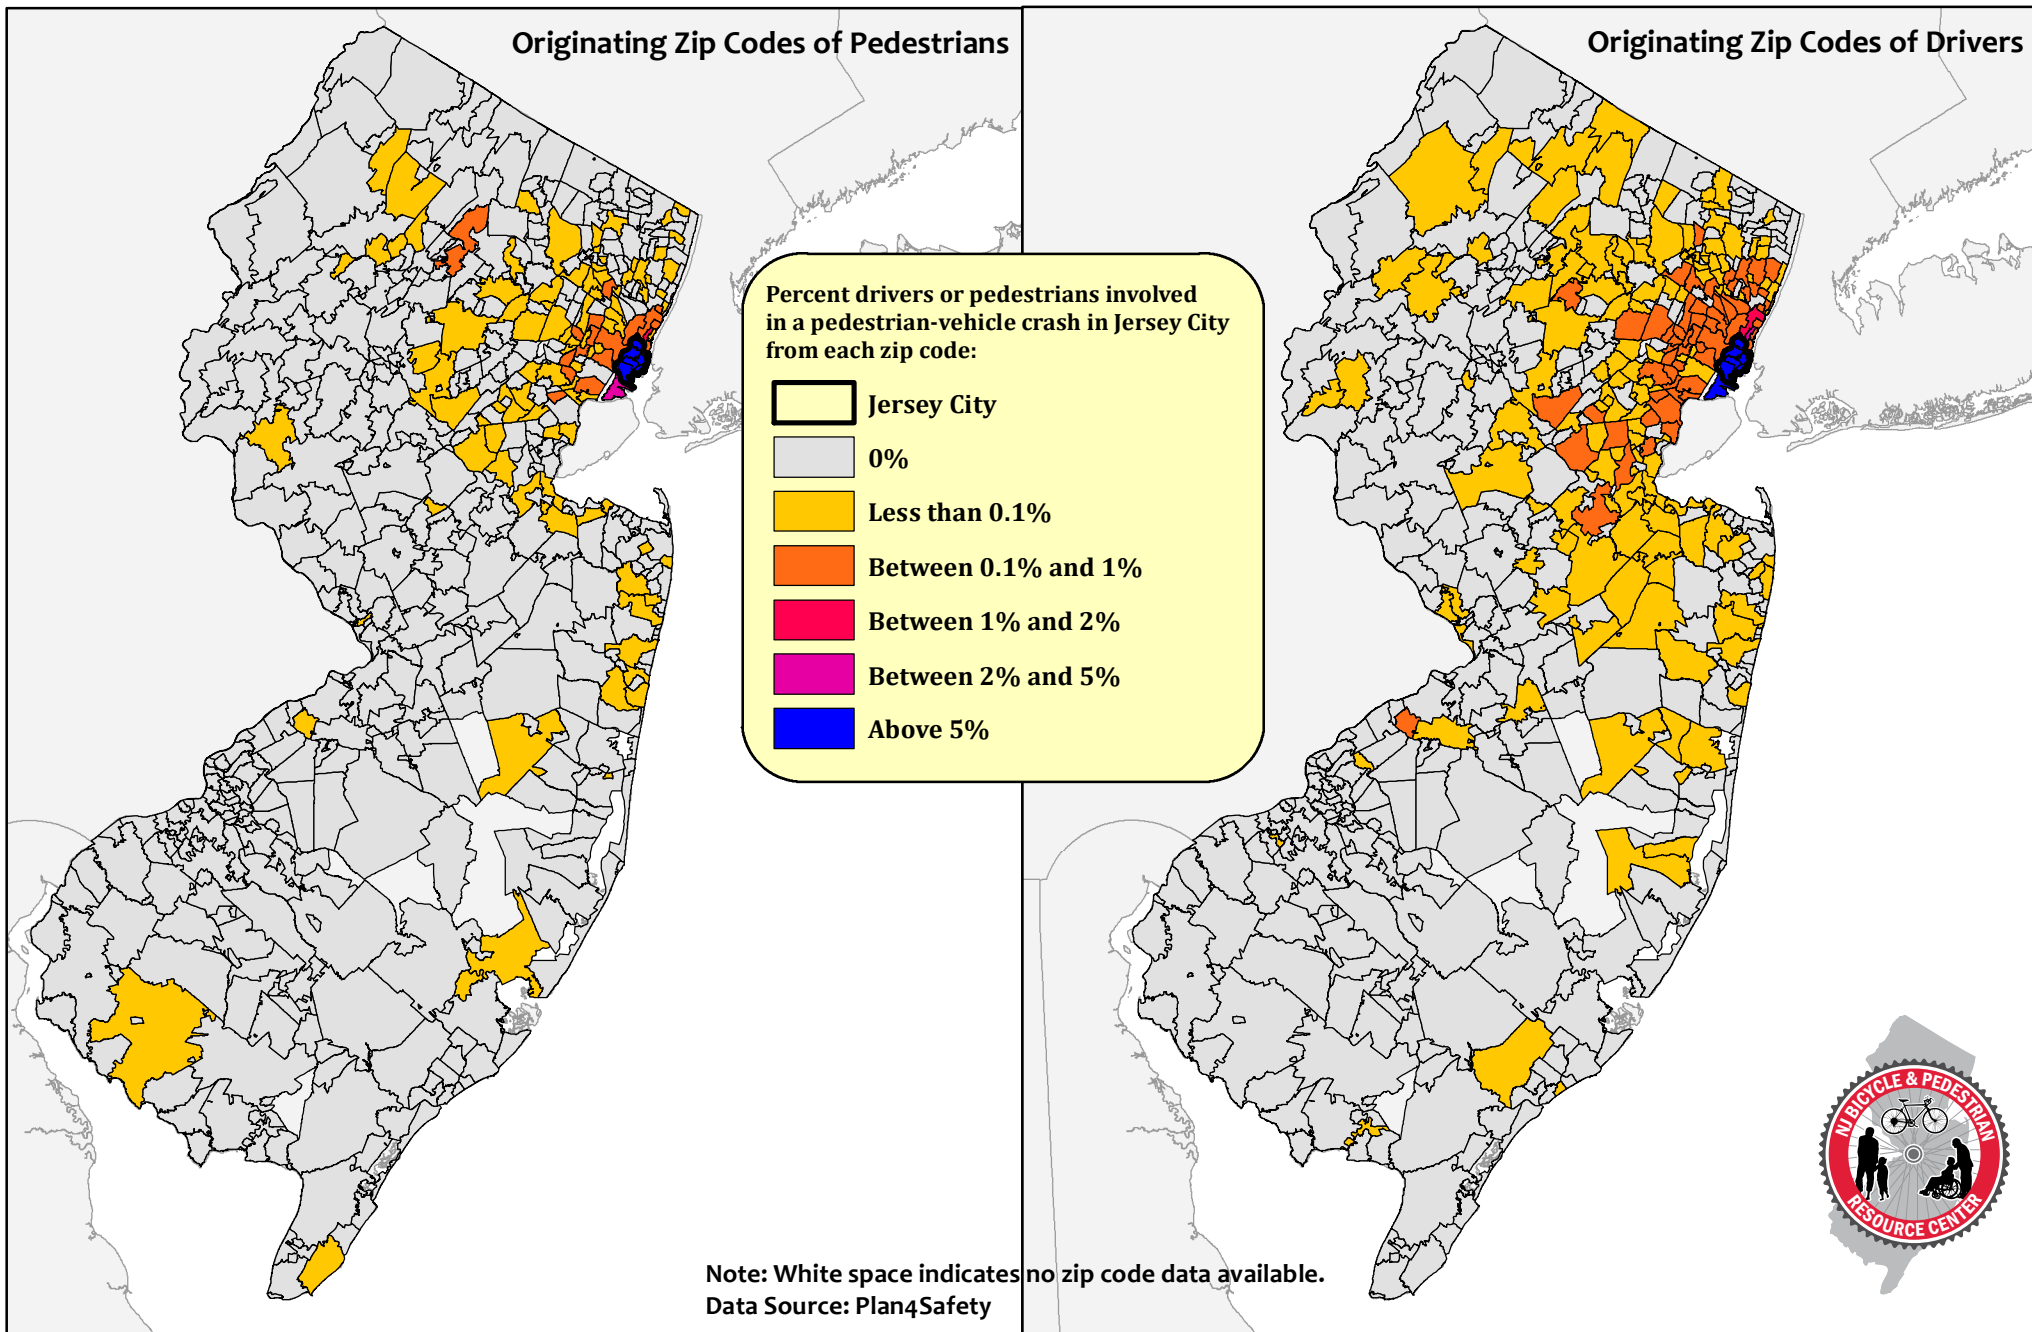 Originating Zip Codes of Pedestrians
Originating Zip Codes of Drivers
Percent drivers or pedestrians involved
in a pedestrian-vehicle crash in Jersey City
from each zip code:
Jersey City
0%
Less than 0.1%
Between 0.1% and 1%
Between 1% and 2%
Between 2% and 5%
Above 5%
NJ BICYCLE & PEDESTRIAN
RESOURCE CENTER
Note: White space indicates no zip code data available.
Data Source: Plan4Safety